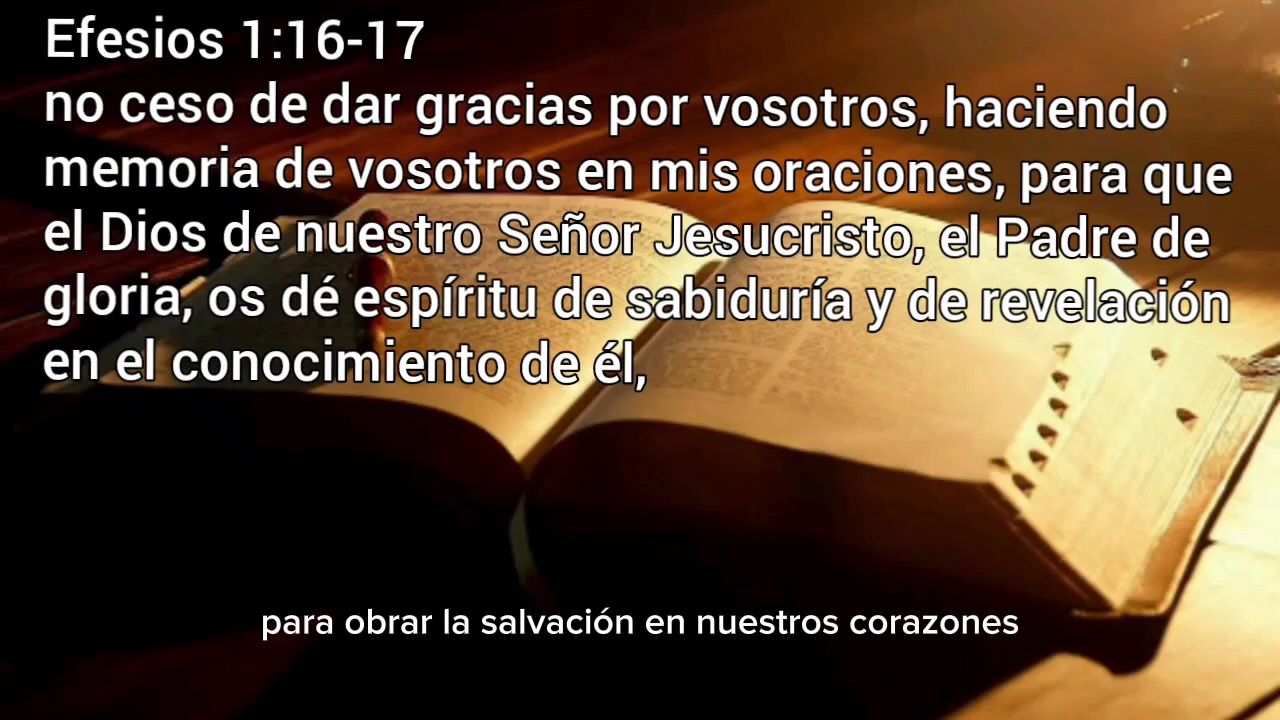 Efesios 1:16-17
no ceso de dar gracias por vosotros, haciendo
memoria de vosotros en mis oraciones, para que
el Dios de nuestro Señor Jesucristo, el Padre de
gloria, os dé espíritu de sabiduría y de revelación
en el conocimiento de él,
para obrar la salvación en nuestros corazones